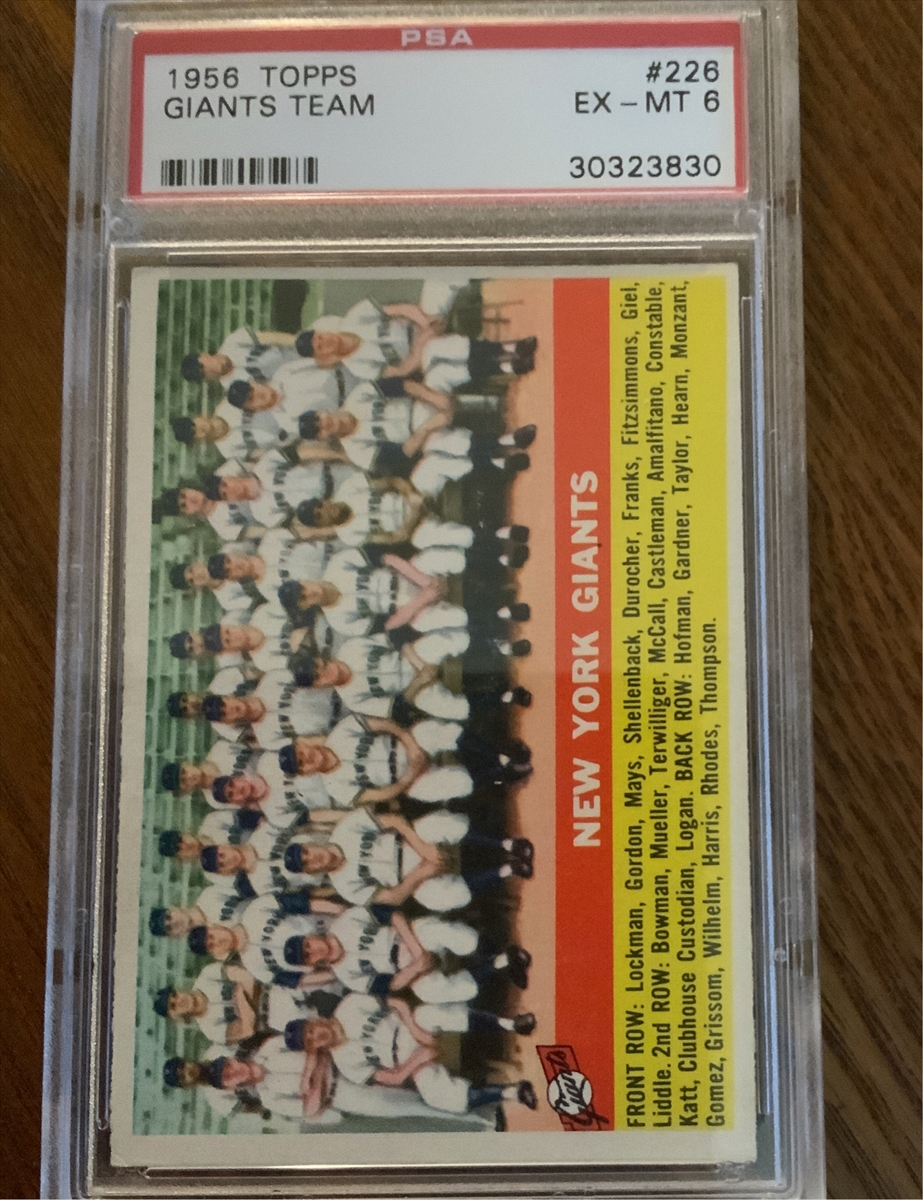 PSA
1956 TOPPS #226
GIANTS TEAM EX - MT 6
30323830
NEW YORK GIANTS
Giants
FRONT ROW: Lockman, Gordon, Mays, Shellenback, Durocher, Franks, Fitzsimmons, Giel,
Liddle. 2nd ROW: Bowman, Mueller, Terwilliger, McCall, Castleman, Amalfitano, Constable,
Katt, Clubhouse Custodian, Logan. BACK ROW: Hofman, Gardner, Taylor, Hearn, Monzant,
Gomez, Grissom, Wilhelm, Harris, Rhodes, Thompson.